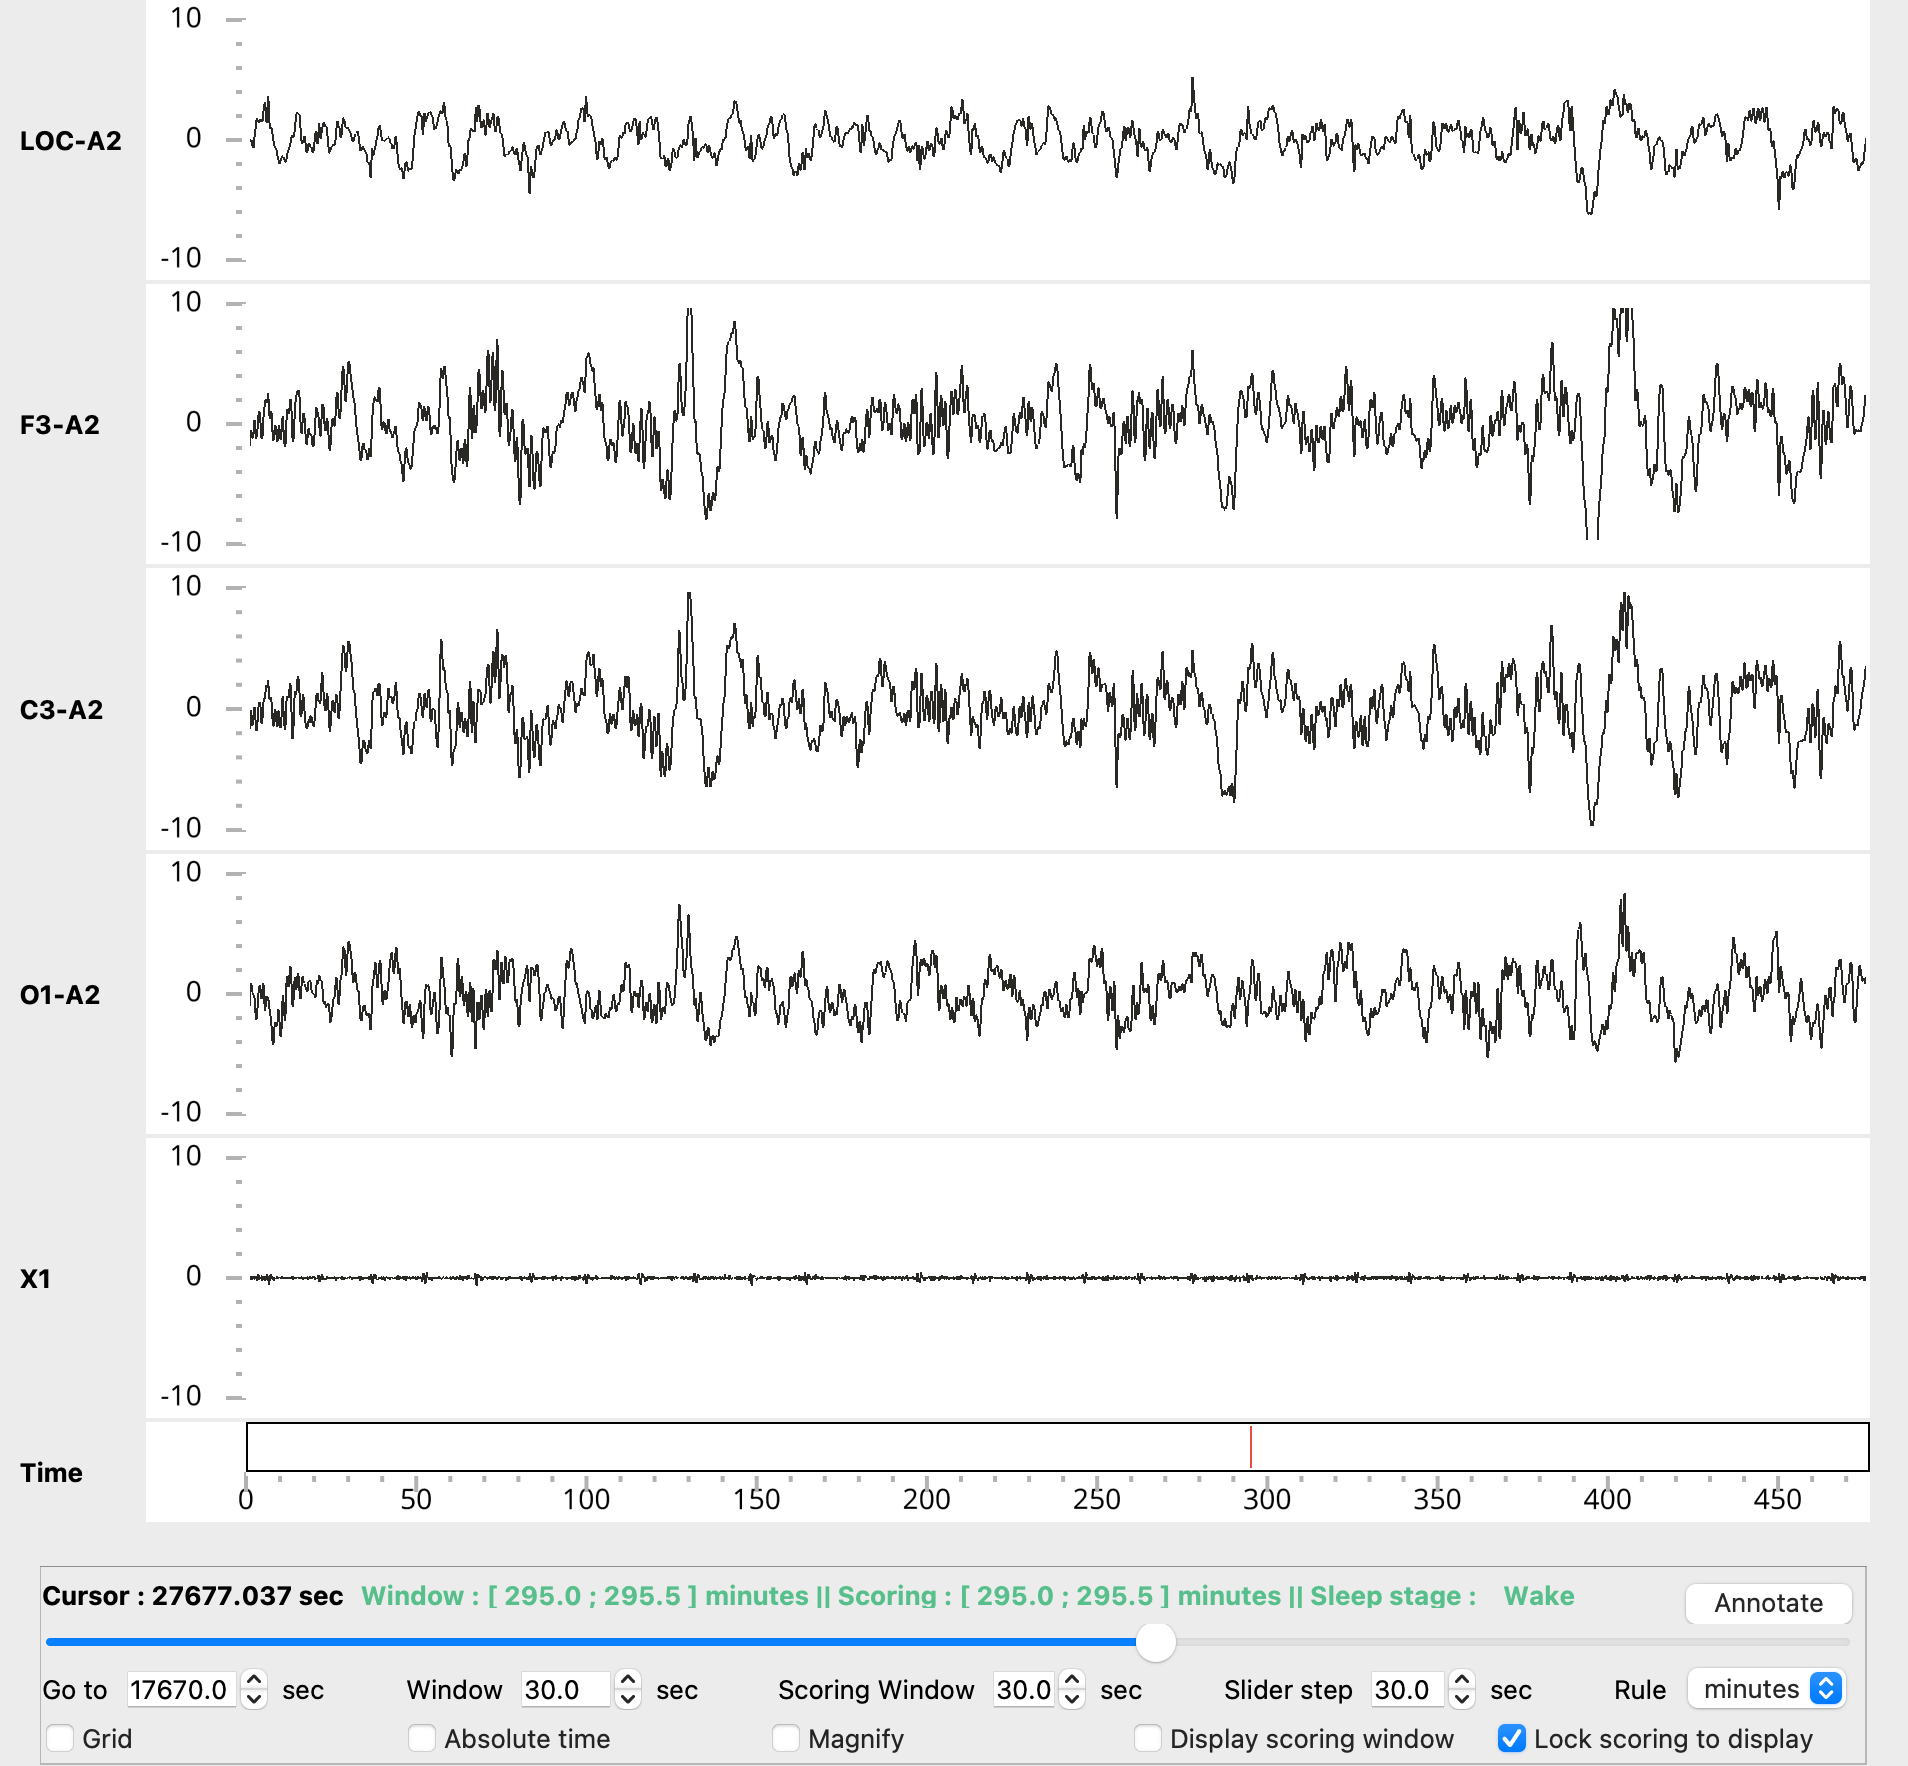 10
LOC-A2 0
-10
10
F3-A2 0
-10
10
C3-A2 0
-10
10
O1-A2 0
-10
10
X1 0
-10
Time
0 50 100 150 200 250 300 350 400 450
Cursor : 27677.037 sec Window : [ 295.0 ; 295.5 ] minutes || Scoring : [ 295.0 ; 295.5 ] minutes || Sleep stage : Wake Annotate
Go to 17670.0 sec Window 30.0 sec Scoring Window 30.0 sec Slider step 30.0 sec Rule minutes
Grid Absolute time Magnify Display scoring window Lock scoring to display